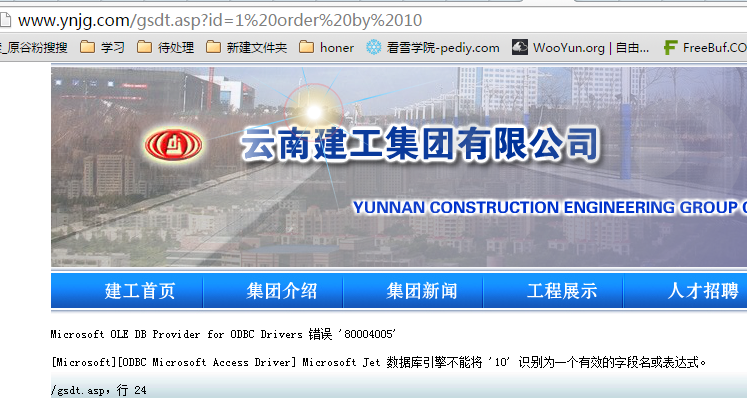 www.ynjg.com/gsdt.asp?id=1%20order%20by%2010
_原谷粉搜搜 学习 待处理 新建文件夹 honer 看雪学院-pediy.com WooYun.org | 自由... FreeBuf.CO
云南建工集团有限公司
YUNNAN CONSTRUCTION ENGINEERING GROUP C
建工首页 集团介绍 集团新闻 工程展示 人才招聘
Microsoft OLE DB Provider for ODBC Drivers 错误 '80004005'
[Microsoft][ODBC Microsoft Access Driver] Microsoft Jet 数据库引擎不能将 '10' 识别为一个有效的字段名或表达式。
/gsdt.asp，行 24